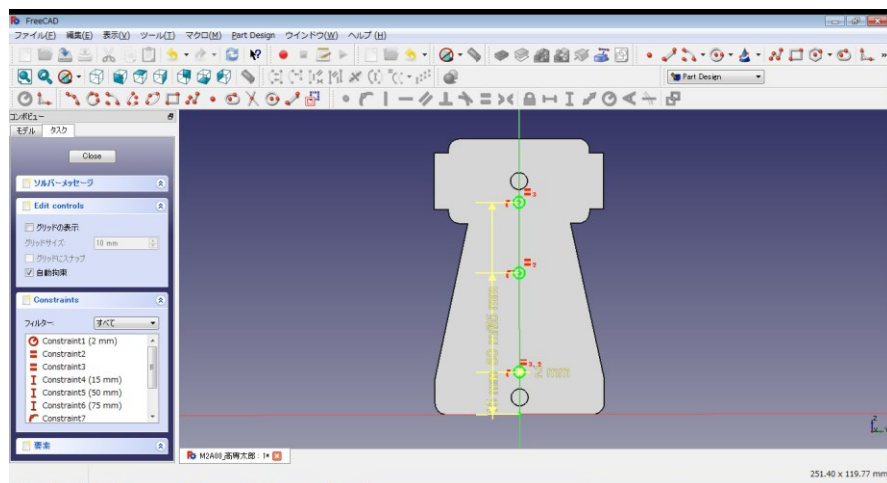 FreeCAD
ファイル(F) 編集(E) 表示(V) ツール(T) マクロ(M) Part Design ウインドウ(W) ヘルプ(H)
Part Design
コンボビュー
モデル タスク
Close
ソルバーメッセージ
Edit controls
グリッドの表示
グリッドサイズ: 10 mm
グリッドにスナップ
自動拘束
Constraints
フィルター: すべて
Constraint1 (2 mm)
Constraint2
Constraint3
Constraint4 (15 mm)
Constraint5 (50 mm)
Constraint6 (75 mm)
Constraint7
要素
2 mm
M2A00_高専太郎 : 1*
251.40 x 119.77 mm